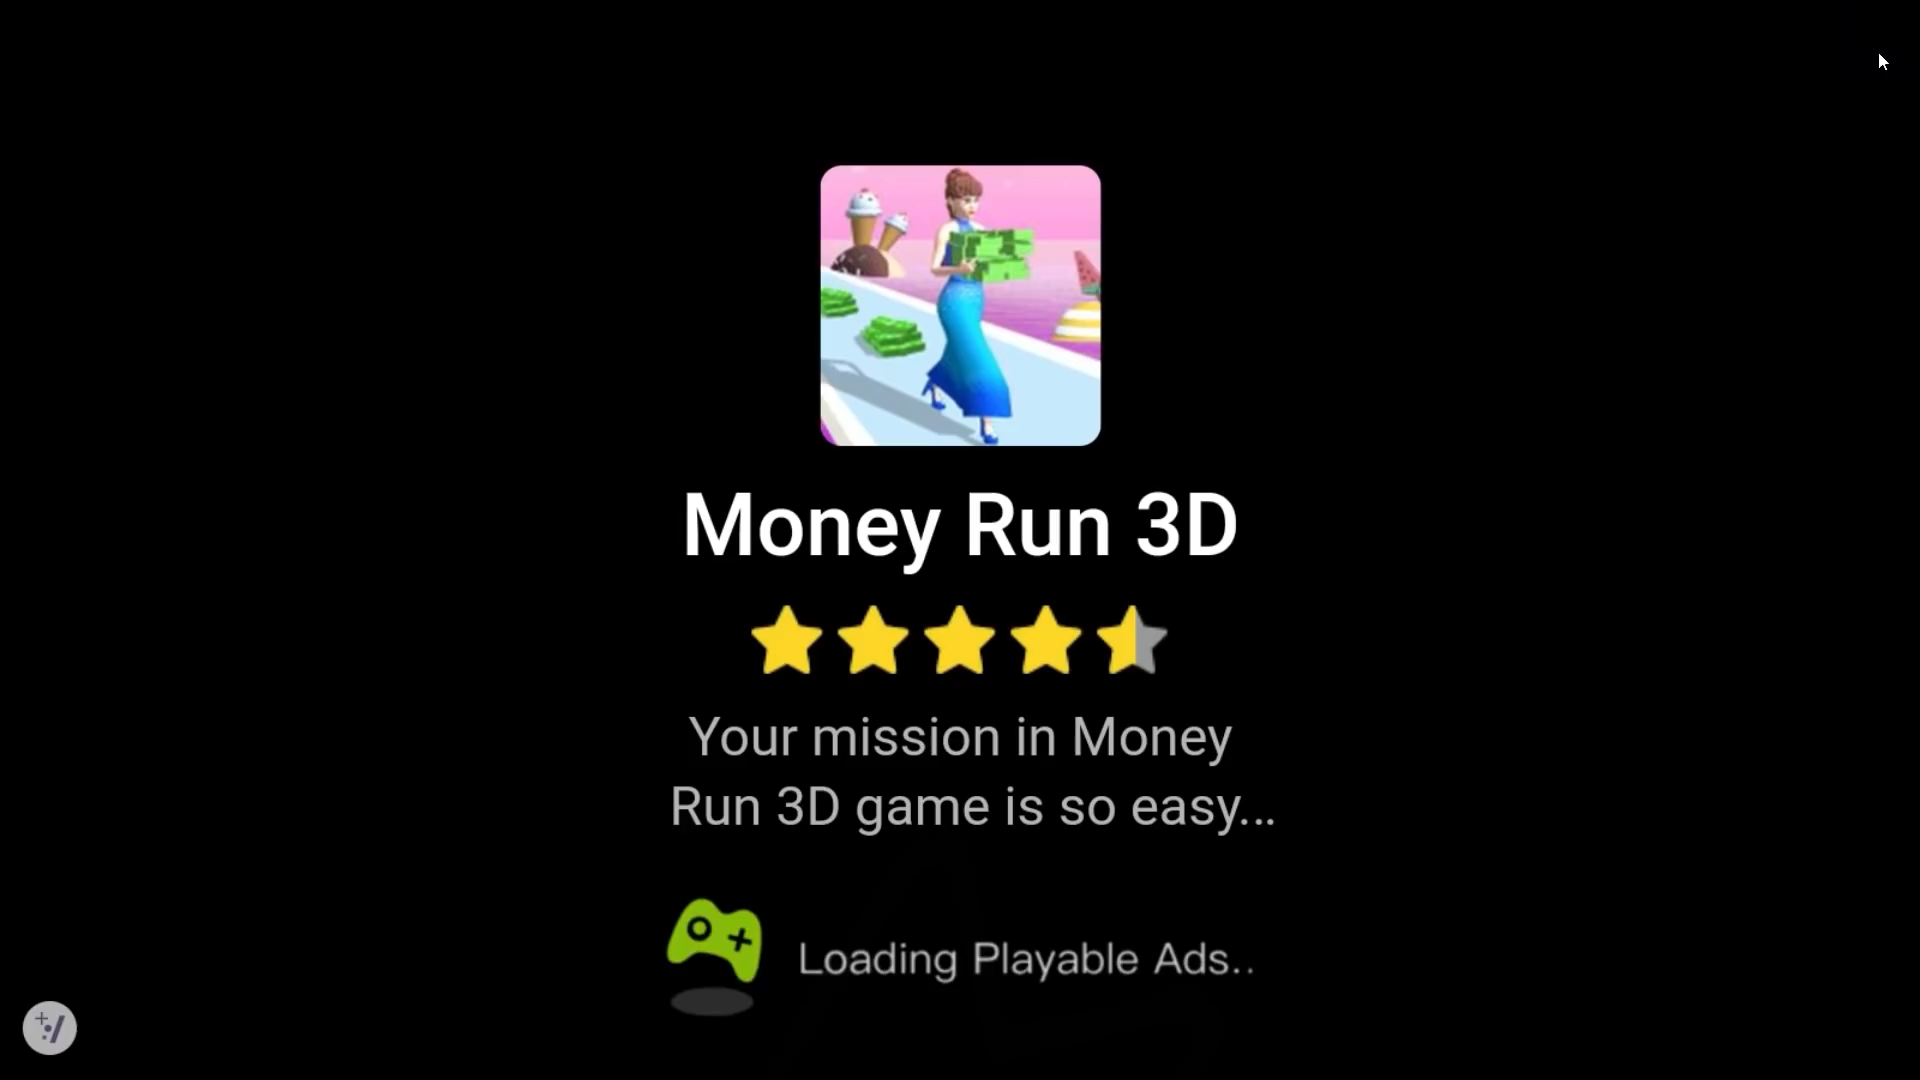 Money Run 3D
Your mission in Money
Run 3D game is so easy...
Loading Playable Ads..